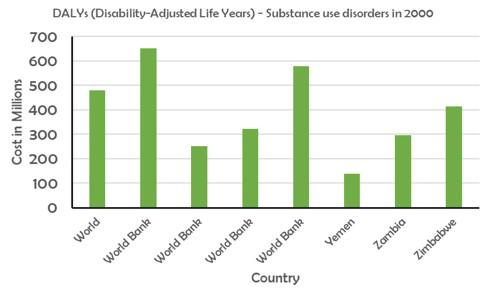 DALYs (Disability-Adjusted Life Years) - Substance use disorders in 2000
700
600
500
400
300
200
100
0
Cost in Millions
World
World Bank
World Bank
World Bank
World Bank
Yemen
Zambia
Zimbabwe
Country